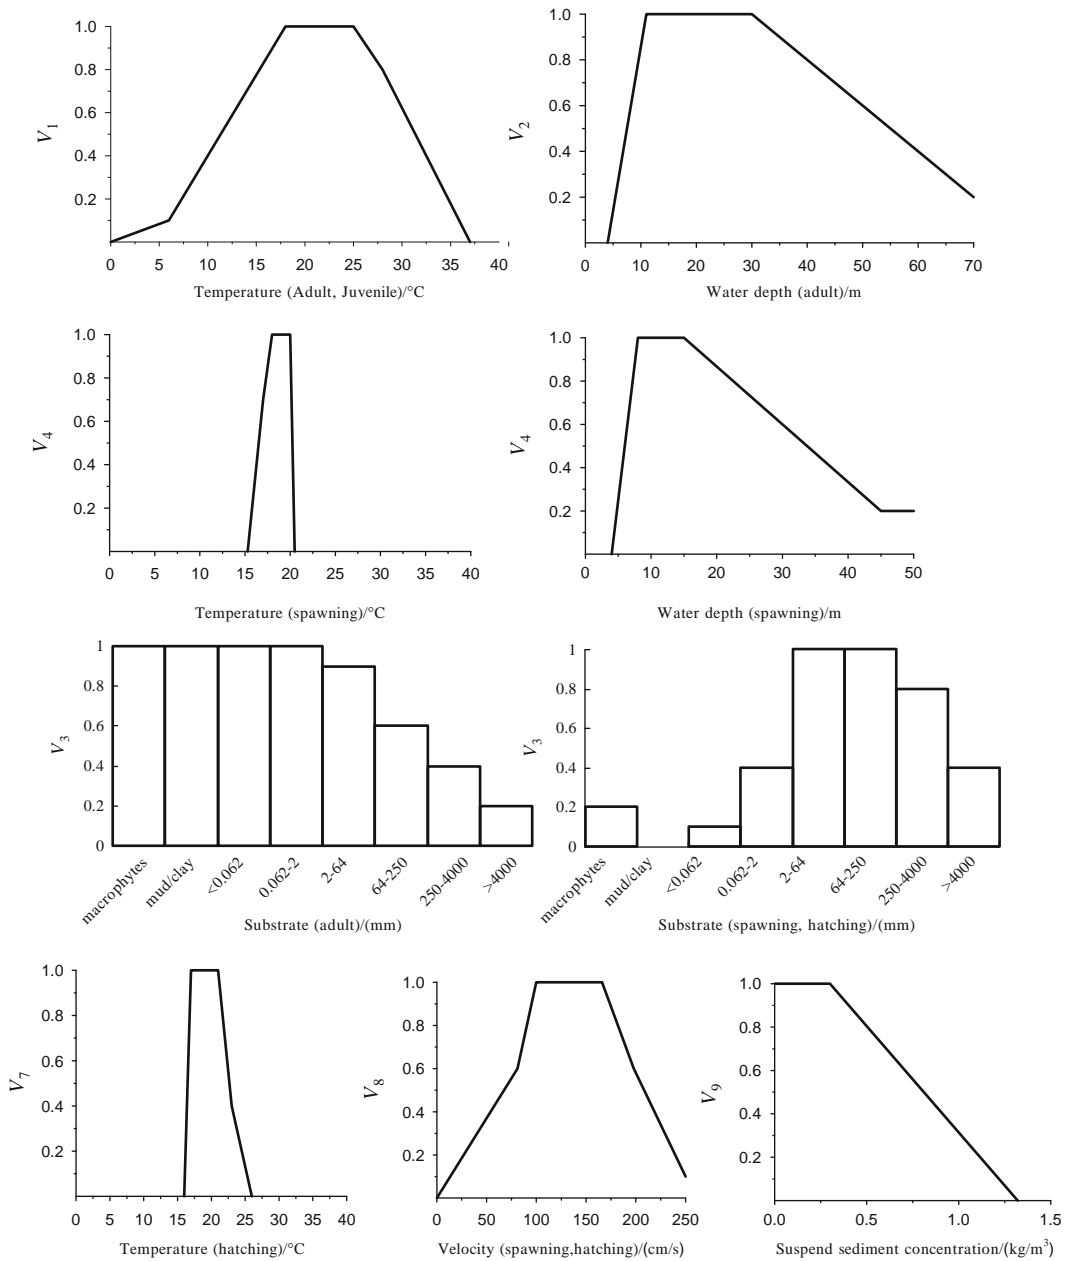 V1
1.0
0.8
0.6
0.4
0.2
0 5 10 15 20 25 30 35 40
Temperature (Adult, Juvenile)/°C
V2
1.0
0.8
0.6
0.4
0.2
0 10 20 30 40 50 60 70
Water depth (adult)/m
V4
1.0
0.8
0.6
0.4
0.2
0 5 10 15 20 25 30 35 40
Temperature (spawning)/°C
V4
1.0
0.8
0.6
0.4
0.2
0 10 20 30 40 50
Water depth (spawning)/m
V3
1
0.8
0.6
0.4
0.2
0
macrophytes mud/clay <0.062 0.062-2 2-64 64-250 250-4000 >4000
Substrate (adult)/(mm)
V3
1
0.8
0.6
0.4
0.2
0
macrophytes mud/clay <0.062 0.062-2 2-64 64-250 250-4000 >4000
Substrate (spawning, hatching)/(mm)
V7
1.0
0.8
0.6
0.4
0.2
0 5 10 15 20 25 30 35 40
Temperature (hatching)/°C
V8
1.0
0.8
0.6
0.4
0.2
0 50 100 150 200 250
Velocity (spawning,hatching)/(cm/s)
V9
1.0
0.8
0.6
0.4
0.2
0.0 0.5 1.0 1.5
Suspend sediment concentration/(kg/m³)